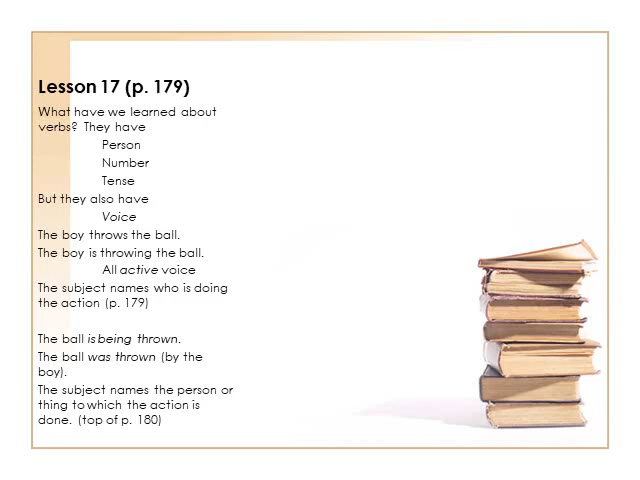 Lesson 17 (p. 179)
What have we learned about
verbs? They have
Person
Number
Tense
But they also have
Voice
The boy throws the ball.
The boy is throwing the ball.
All active voice
The subject names who is doing
the action (p. 179)
The ball is being thrown.
The ball was thrown (by the
boy).
The subject names the person or
thing to which the action is
done. (top of p. 180)